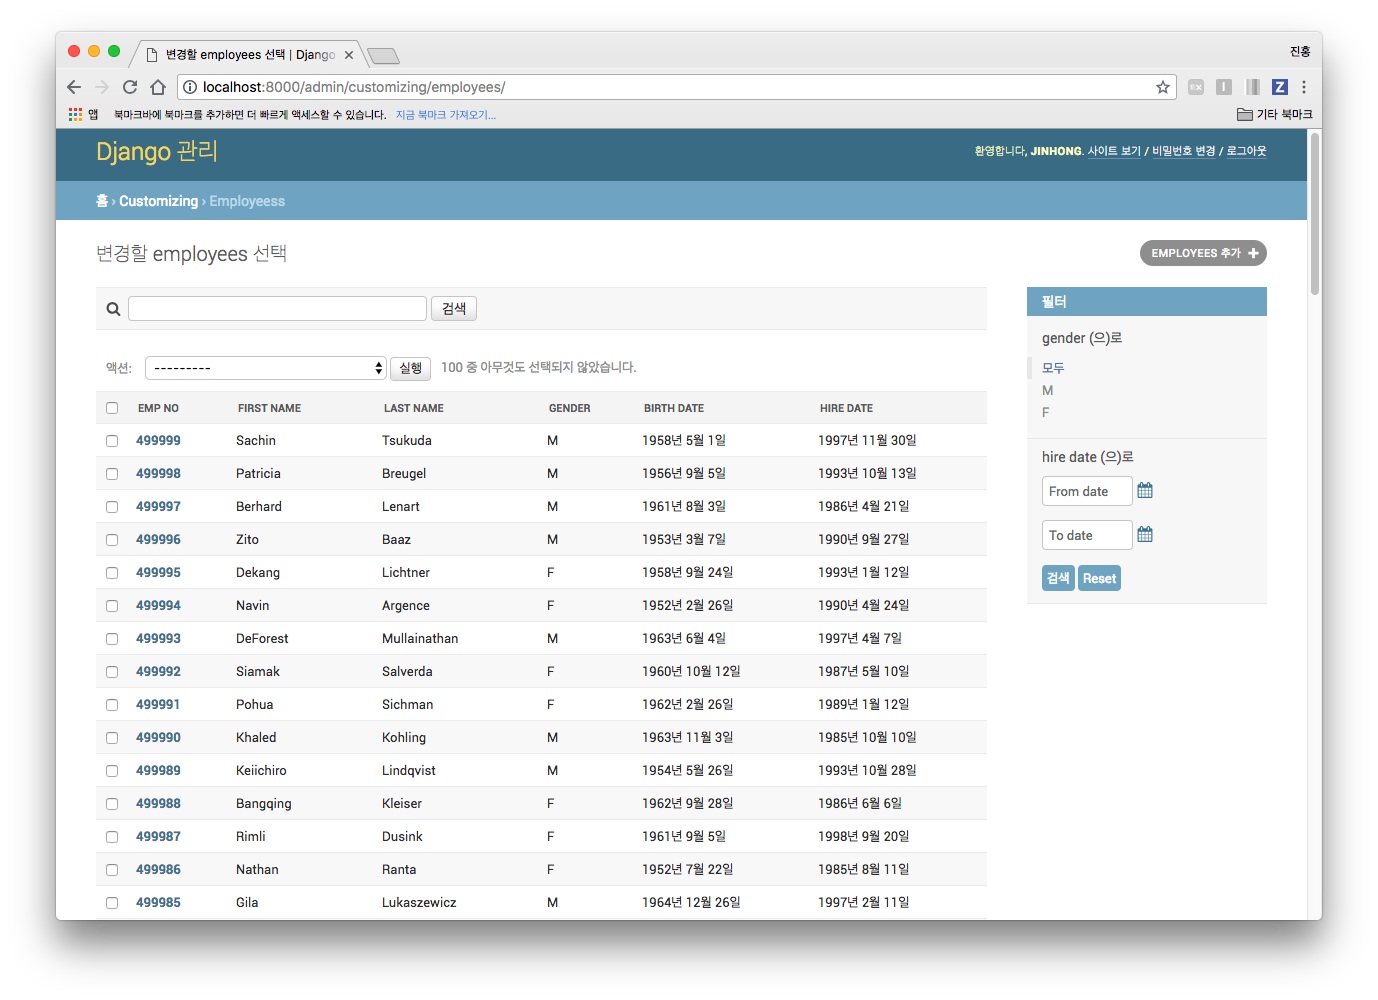 변경할 employees 선택 | Django
진홍
localhost:8000/admin/customizing/employees/
앱 북마크바에 북마크를 추가하면 더 빠르게 액세스할 수 있습니다. 지금 북마크 가져오기... 기타 북마크
Django 관리
환영합니다, JINHONG. 사이트 보기 / 비밀번호 변경 / 로그아웃
홈 › Customizing › Employeess
변경할 employees 선택
EMPLOYEES 추가 +
검색
액션: --------- 실행 100 중 아무것도 선택되지 않았습니다.
EMP NO FIRST NAME LAST NAME GENDER BIRTH DATE HIRE DATE
499999 Sachin Tsukuda M 1958년 5월 1일 1997년 11월 30일
499998 Patricia Breugel M 1956년 9월 5일 1993년 10월 13일
499997 Berhard Lenart M 1961년 8월 3일 1986년 4월 21일
499996 Zito Baaz M 1953년 3월 7일 1990년 9월 27일
499995 Dekang Lichtner F 1958년 9월 24일 1993년 1월 12일
499994 Navin Argence F 1952년 2월 26일 1990년 4월 24일
499993 DeForest Mullainathan M 1963년 6월 4일 1997년 4월 7일
499992 Siamak Salverda F 1960년 10월 12일 1987년 5월 10일
499991 Pohua Sichman F 1962년 2월 26일 1989년 1월 12일
499990 Khaled Kohling M 1963년 11월 3일 1985년 10월 10일
499989 Keiichiro Lindqvist M 1954년 5월 26일 1993년 10월 28일
499988 Bangqing Kleiser F 1962년 9월 28일 1986년 6월 6일
499987 Rimli Dusink F 1961년 9월 5일 1998년 9월 20일
499986 Nathan Ranta F 1952년 7월 22일 1985년 8월 11일
499985 Gila Lukaszewicz M 1964년 12월 26일 1997년 2월 11일
필터
gender (으)로
모두
M
F
hire date (으)로
From date
To date
검색 Reset